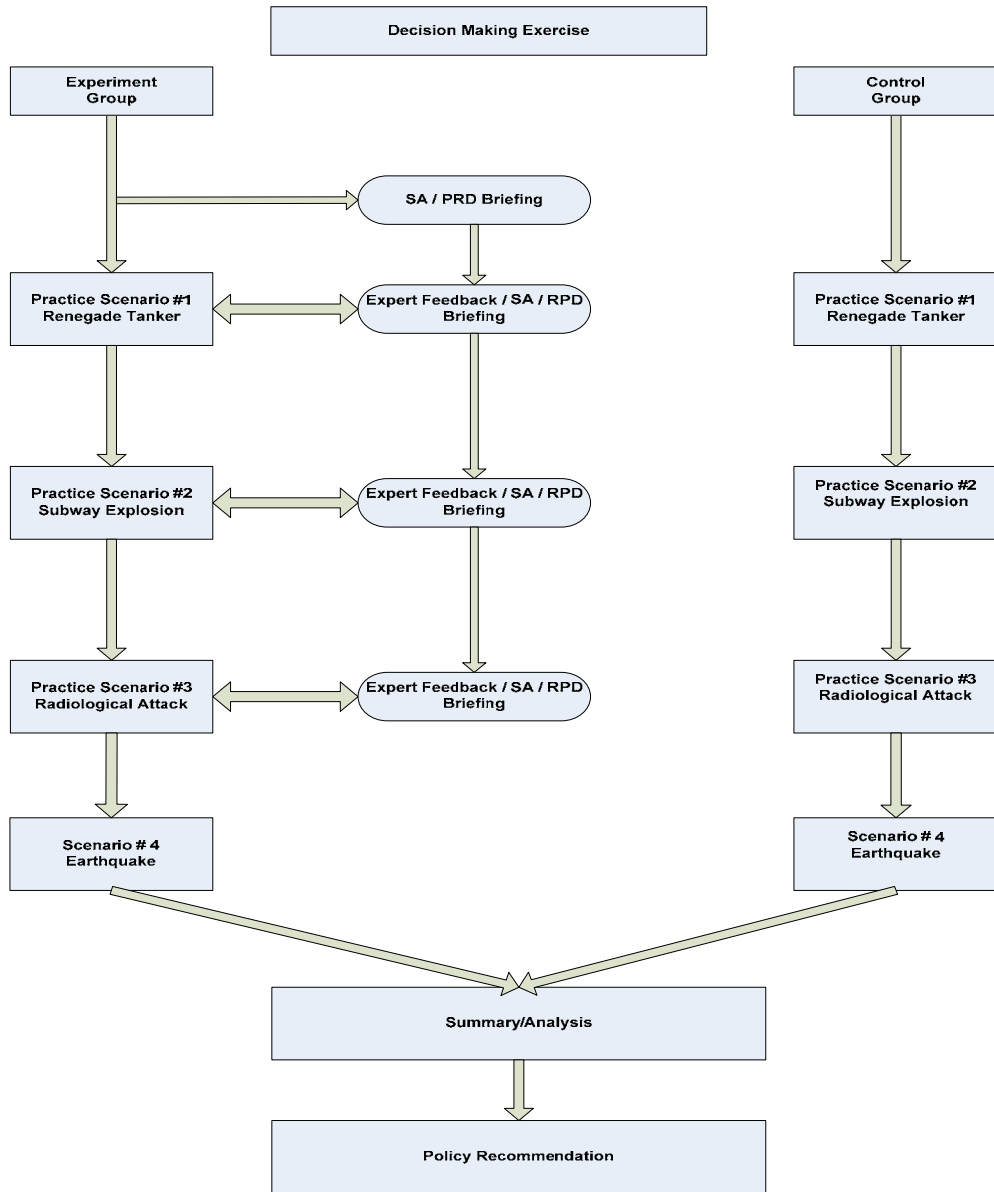 Decision Making Exercise
Experiment
Group
Control
Group
SA / PRD Briefing
Practice Scenario #1
Renegade Tanker
Expert Feedback / SA / RPD
Briefing
Practice Scenario #1
Renegade Tanker
Practice Scenario #2
Subway Explosion
Expert Feedback / SA / RPD
Briefing
Practice Scenario #2
Subway Explosion
Practice Scenario #3
Radiological Attack
Expert Feedback / SA / RPD
Briefing
Practice Scenario #3
Radiological Attack
Scenario # 4
Earthquake
Scenario # 4
Earthquake
Summary/Analysis
Policy Recommendation